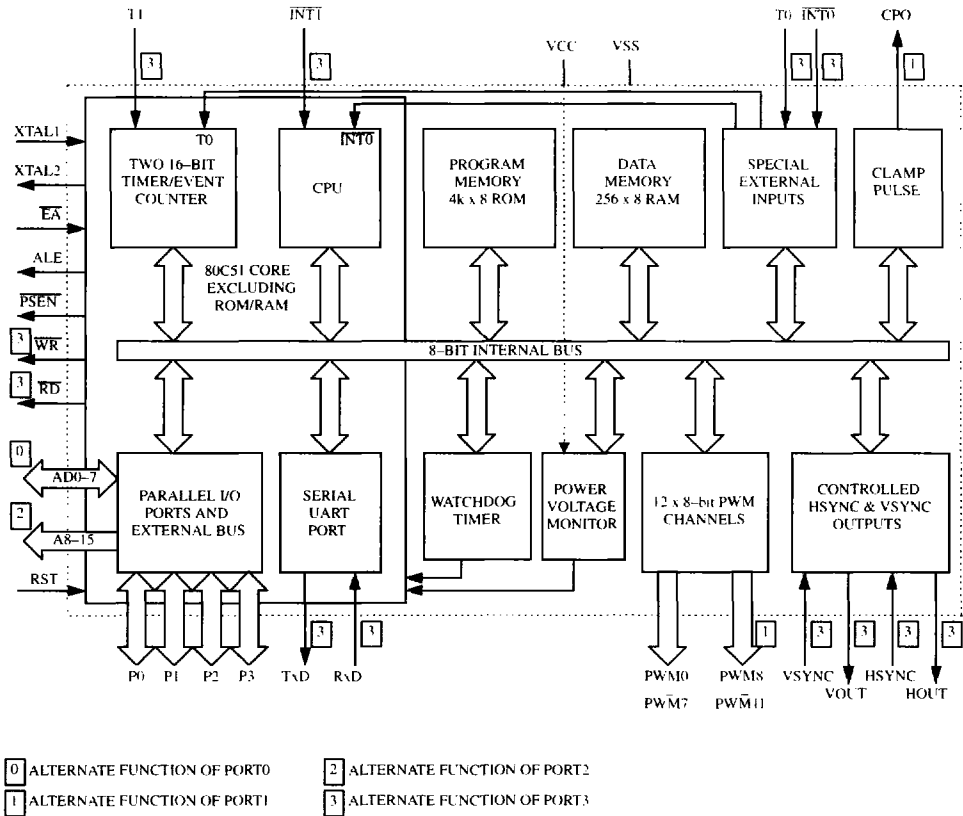 T1
INT1
VCC
VSS
T0
INT0
CPO
3
3
3
3
1
XTAL1
XTAL2
EA
ALE
PSEN
3
WR
3
RD
0
AD0–7
2
A8–15
RST
T0
TWO 16–BIT
TIMER/EVENT
COUNTER
INT0
CPU
PROGRAM
MEMORY
4k x 8 ROM
DATA
MEMORY
256 x 8 RAM
SPECIAL
EXTERNAL
INPUTS
CLAMP
PULSE
80C51 CORE
EXCLUDING
ROM/RAM
8–BIT INTERNAL BUS
PARALLEL I/O
PORTS AND
EXTERNAL BUS
SERIAL
UART
PORT
WATCHDOG
TIMER
POWER
VOLTAGE
MONITOR
12 x 8–bit PWM
CHANNELS
CONTROLLED
HSYNC & VSYNC
OUTPUTS
3
3
1
3
3
3
3
P0
P1
P2
P3
TxD
RxD
PWM0
–
PWM7
PWM8
–
PWM11
VSYNC
VOUT
HSYNC
HOUT
0 ALTERNATE FUNCTION OF PORT0
2 ALTERNATE FUNCTION OF PORT2
1 ALTERNATE FUNCTION OF PORT1
3 ALTERNATE FUNCTION OF PORT3